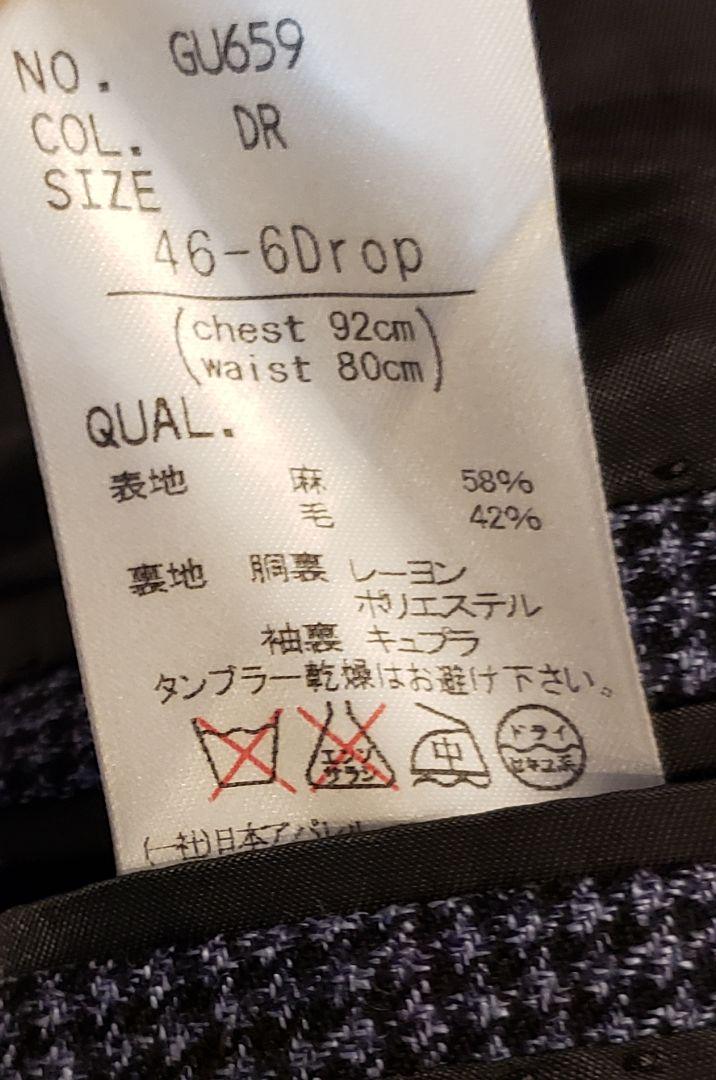 NO. GU659
COL. DR
SIZE
46-6Drop
(chest 92cm
waist 80cm)
QUAL.
表地 麻 58%
毛 42%
裏地 胴裏 レーヨン
ポリエステル
袖裏 キュプラ
タンブラー乾燥はお避け下さい。
エンソ
サラシ
中
ドライ
セキユ系
(一社)日本アパレル